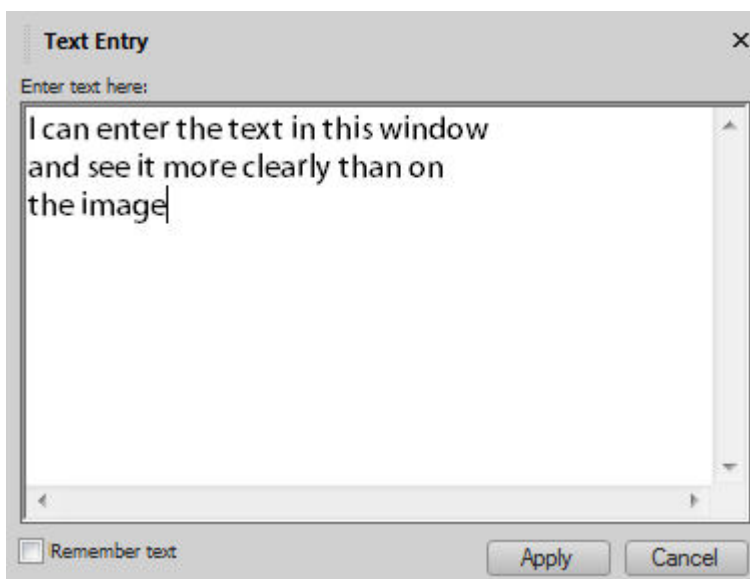 Text Entry
Enter text here:
I can enter the text in this window
and see it more clearly than on
the image
Remember text
Apply Cancel